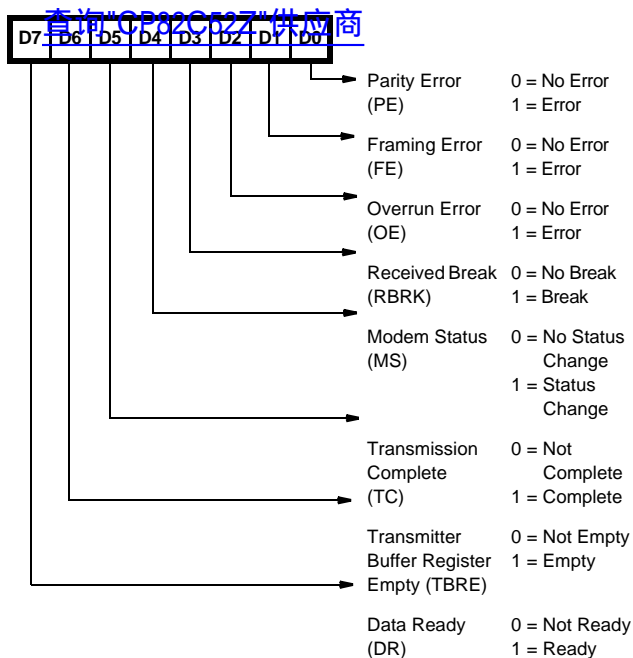 查询"CP82C52Z"供应商
D7 D6 D5 D4 D3 D2 D1 D0
Parity Error 0 = No Error
(PE) 1 = Error
Framing Error 0 = No Error
(FE) 1 = Error
Overrun Error 0 = No Error
(OE) 1 = Error
Received Break 0 = No Break
(RBRK) 1 = Break
Modem Status 0 = No Status
(MS) Change
1 = Status
Change
Transmission 0 = Not
Complete Complete
(TC) 1 = Complete
Transmitter 0 = Not Empty
Buffer Register 1 = Empty
Empty (TBRE)
Data Ready 0 = Not Ready
(DR) 1 = Ready